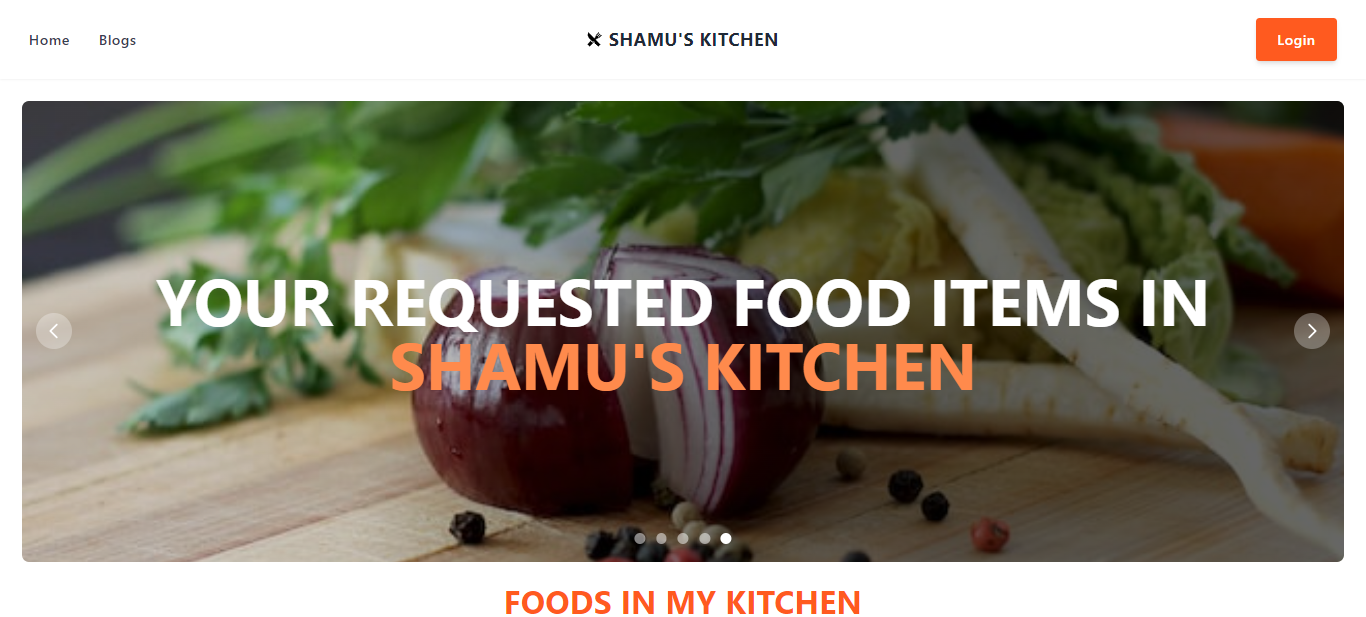 Home
Blogs
SHAMU'S KITCHEN
Login
YOUR REQUESTED FOOD ITEMS IN
SHAMU'S KITCHEN
FOODS IN MY KITCHEN